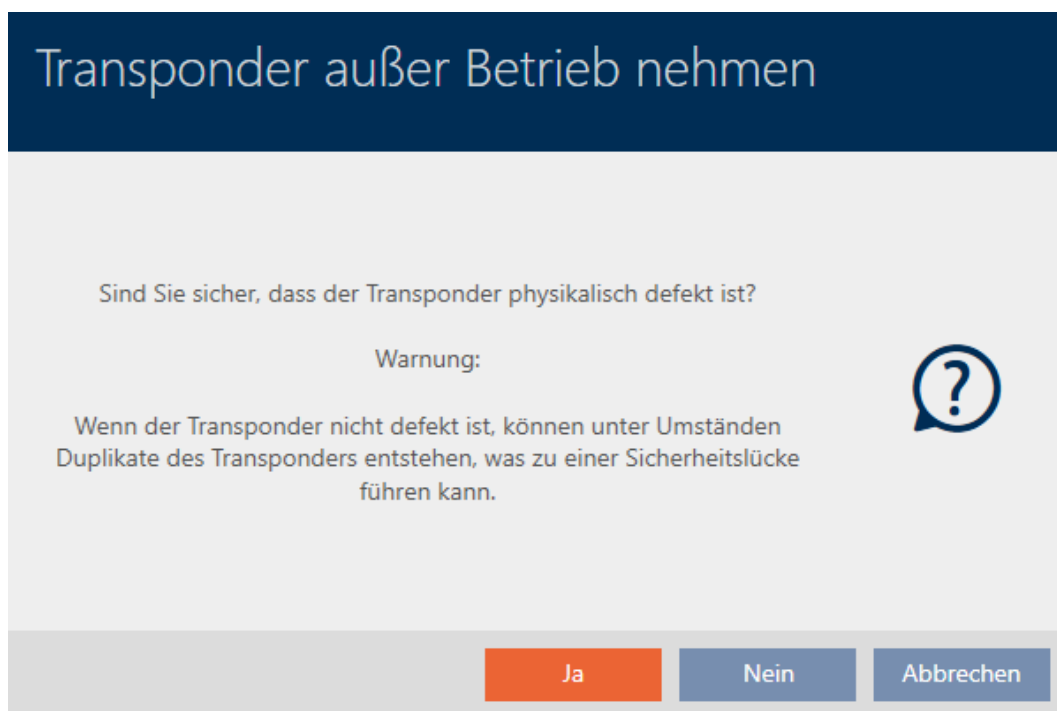 Transponder außer Betrieb nehmen
Sind Sie sicher, dass der Transponder physikalisch defekt ist?
Warnung:
Wenn der Transponder nicht defekt ist, können unter Umständen
Duplikate des Transponders entstehen, was zu einer Sicherheitslücke
führen kann.
?
Ja Nein Abbrechen